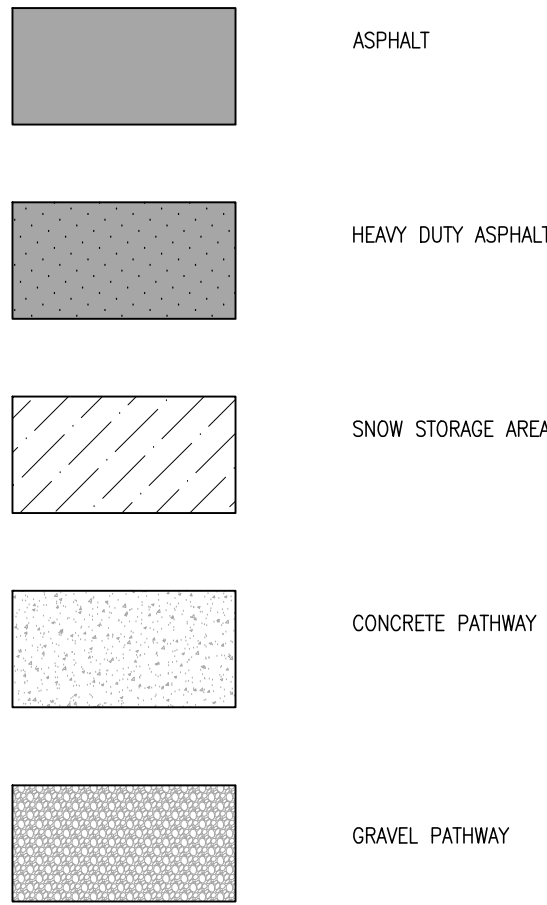 ASPHALT
HEAVY DUTY ASPHALT
SNOW STORAGE AREA
CONCRETE PATHWAY
GRAVEL PATHWAY